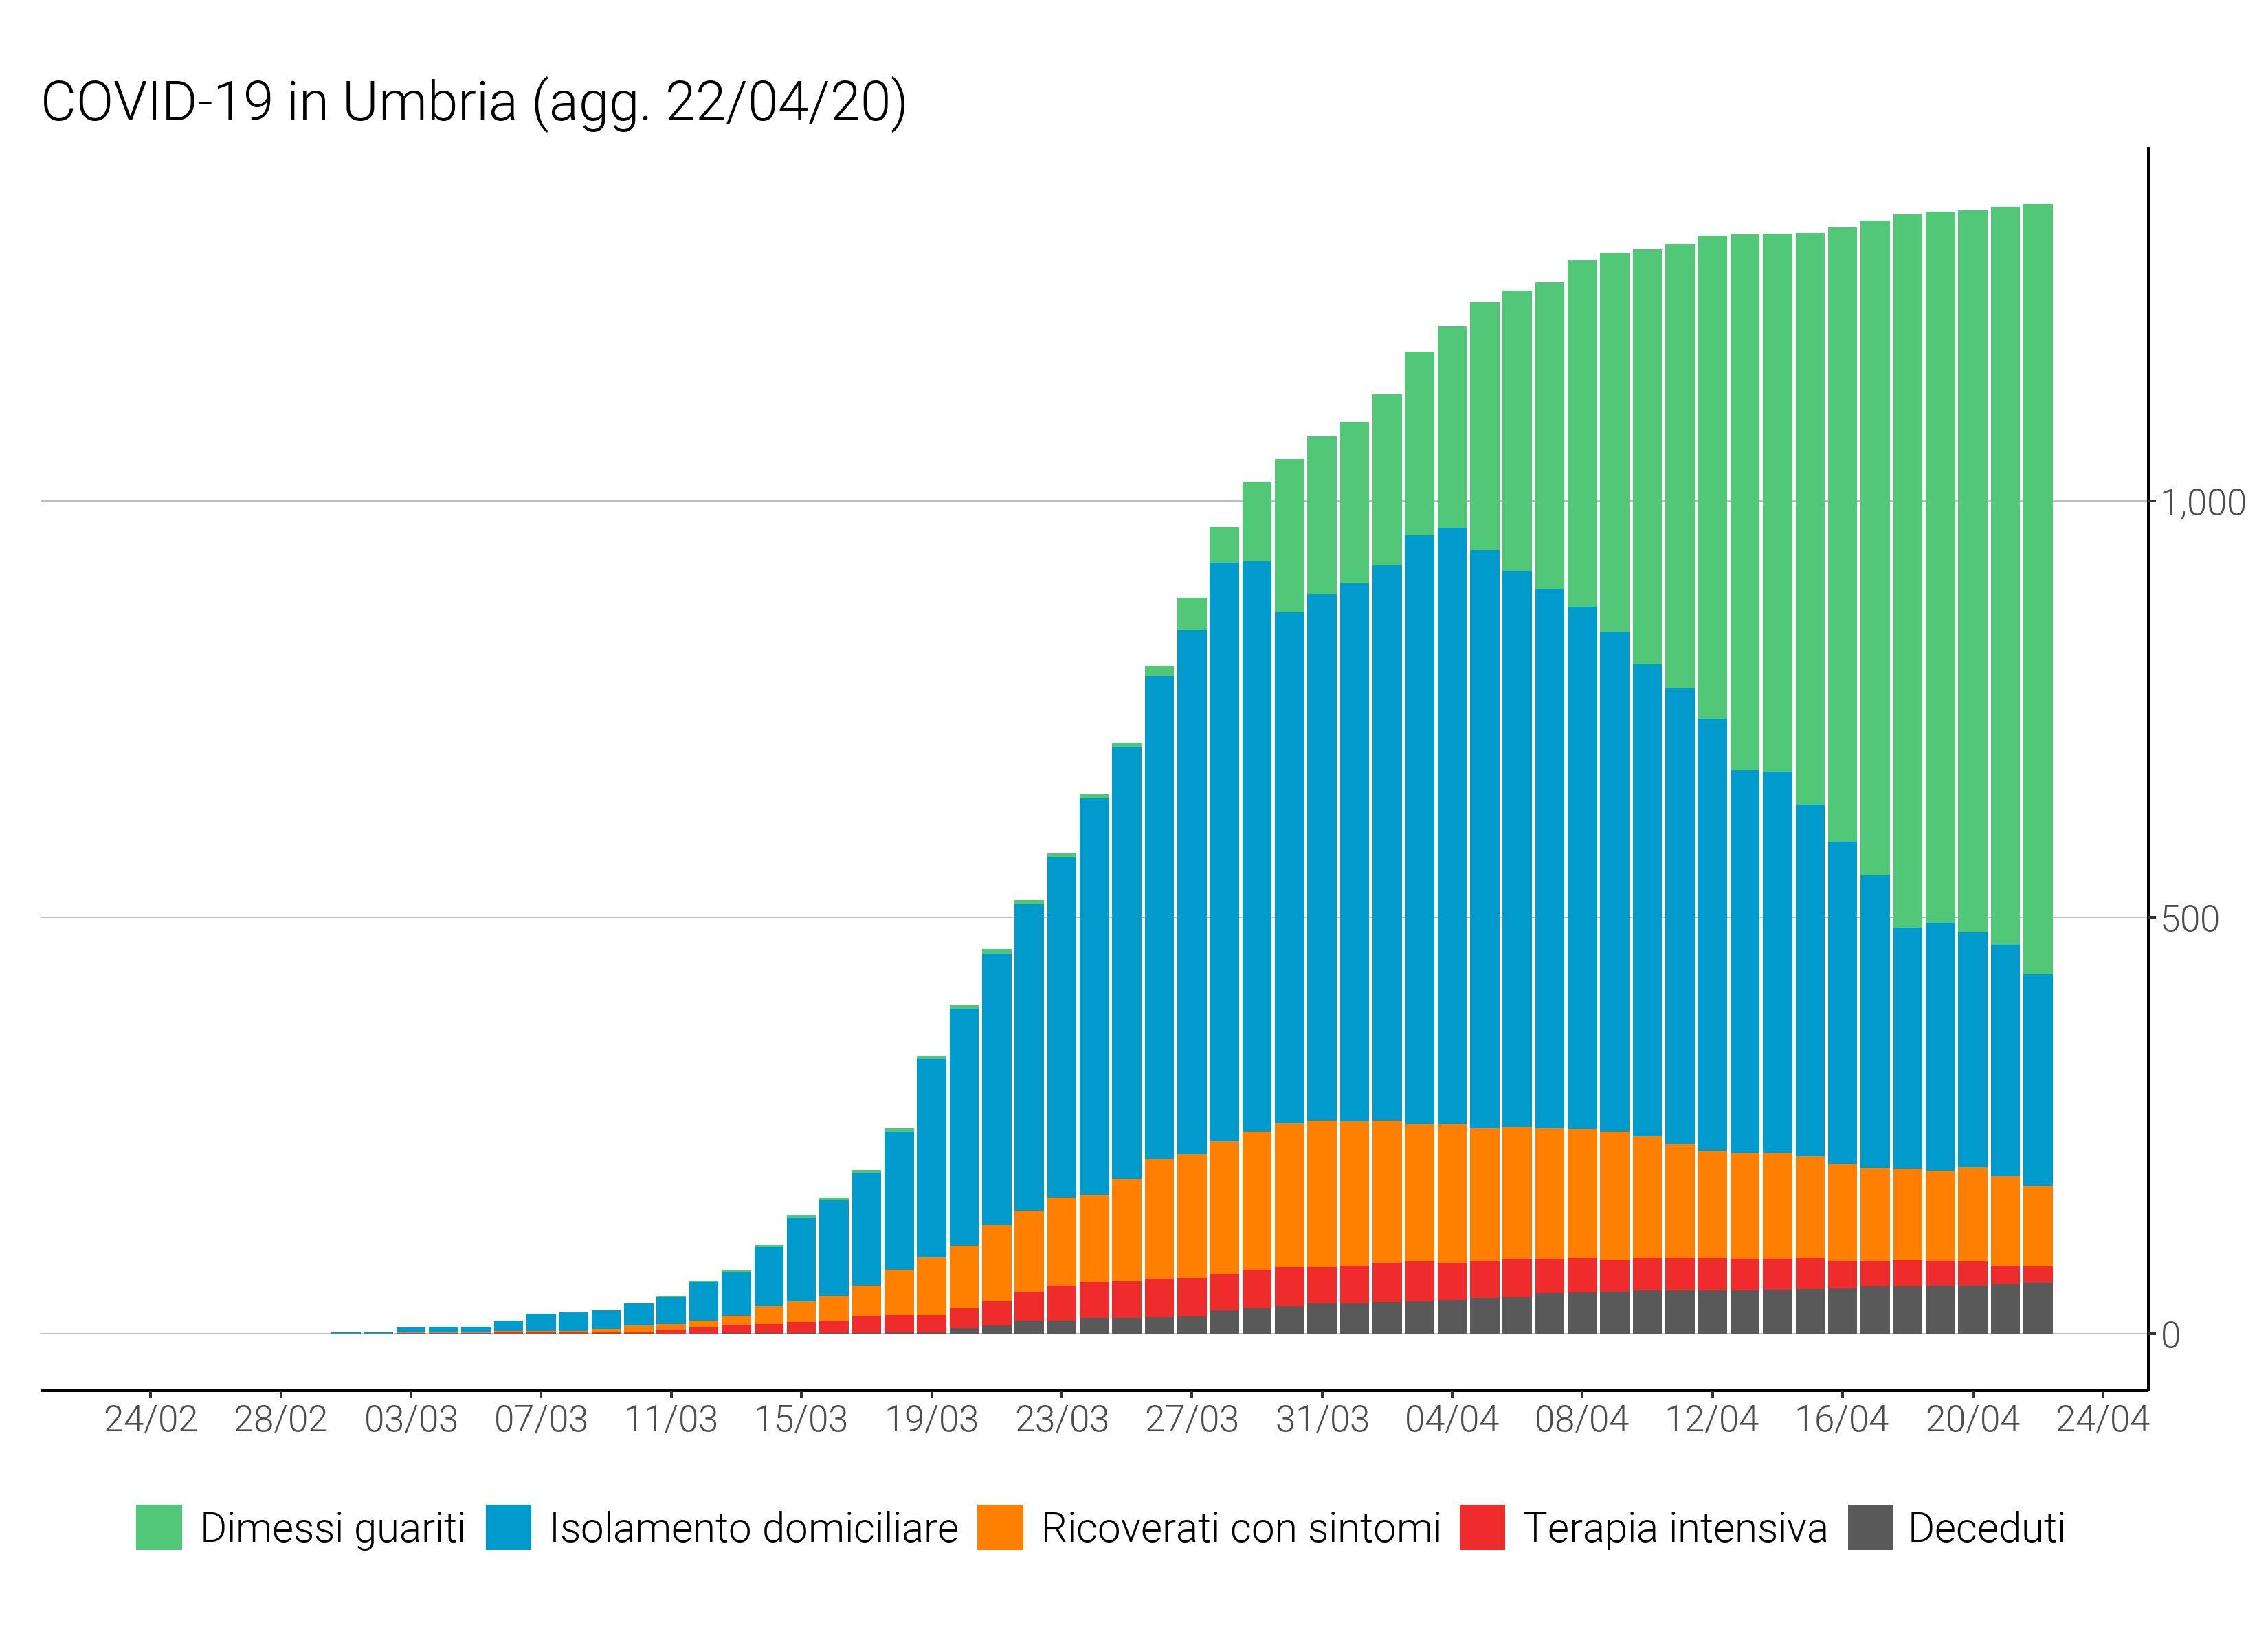 COVID-19 in Umbria (agg. 22/04/20)
1,000
500
0
24/02 28/02 03/03 07/03 11/03 15/03 19/03 23/03 27/03 31/03 04/04 08/04 12/04 16/04 20/04 24/04
Dimessi guariti Isolamento domiciliare Ricoverati con sintomi Terapia intensiva Deceduti